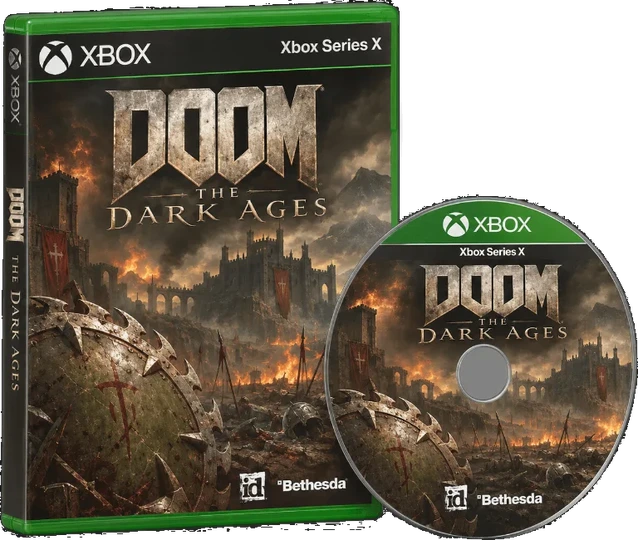 XBOX
Xbox Series X
DOOM
THE
DARK AGES
id
Bethesda
XBOX
DOOM THE DARK AGES
XBOX
Xbox Series X
DOOM
THE
DARK AGES
id
Bethesda